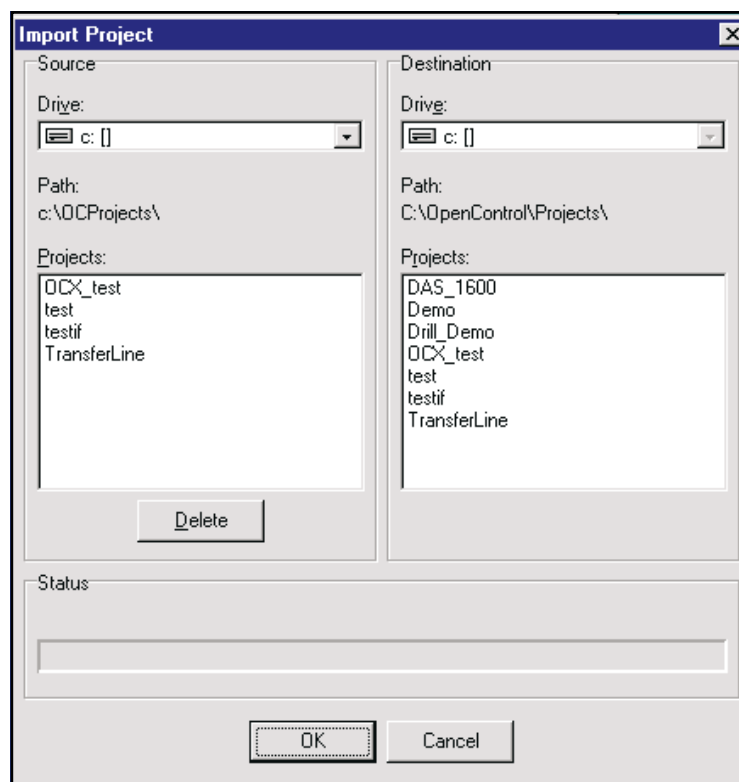 Import Project
Source
Drive:
c: []
Path:
c:\OCProjects\
Projects:
OCX_test
test
testif
TransferLine
Delete
Destination
Drive:
c: []
Path:
C:\OpenControl\Projects\
Projects:
DAS_1600
Demo
Drill_Demo
OCX_test
test
testif
TransferLine
Status
OK
Cancel